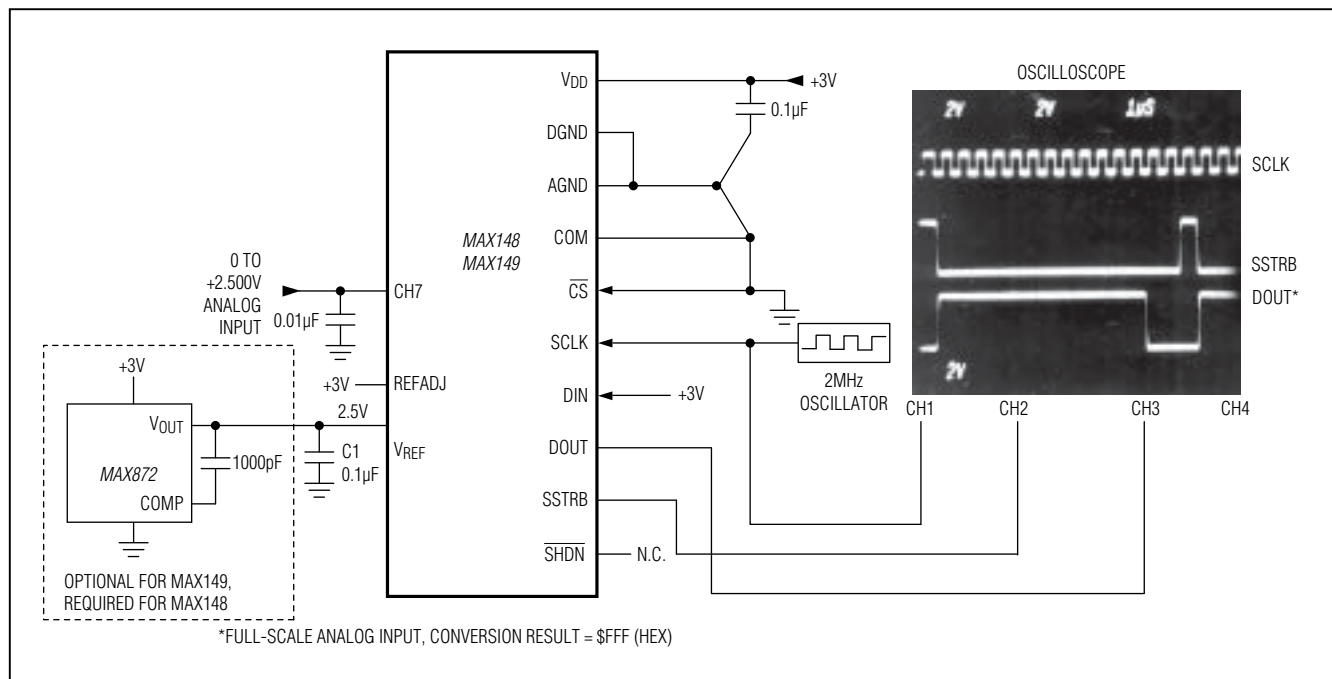 OSCILLOSCOPE
2V 2V 1µS
2V
SCLK
SSTRB
DOUT*
CH1 CH2 CH3 CH4
VDD
DGND
AGND
COM
CS
SCLK
DIN
DOUT
SSTRB
SHDN
MAX148
MAX149
CH7
REFADJ
VREF
+3V
0.1µF
0 TO
+2.500V
ANALOG
INPUT
0.01µF
+3V
2.5V
C1
0.1µF
2MHz
OSCILLATOR
+3V
N.C.
+3V
VOUT
MAX872
COMP
1000pF
OPTIONAL FOR MAX149,
REQUIRED FOR MAX148
*FULL-SCALE ANALOG INPUT, CONVERSION RESULT = $FFF (HEX)